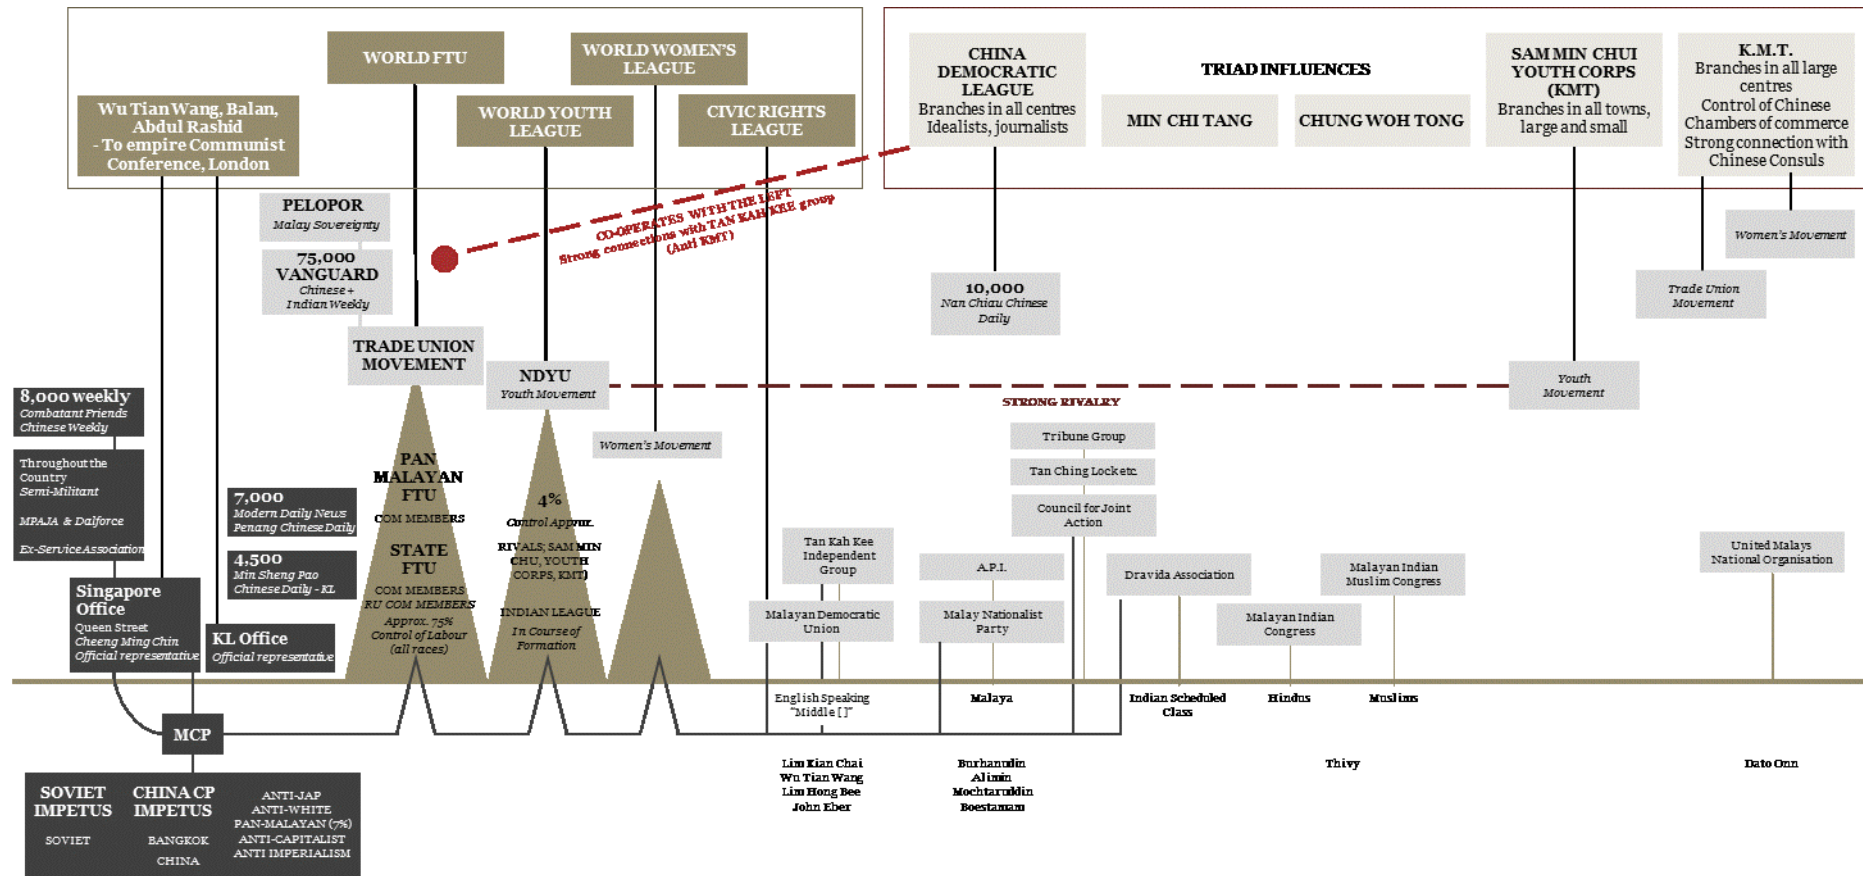 WORLD FTU
WORLD WOMEN'S
LEAGUE
Wu Tian Wang, Balan,
Abdul Rashid
- To empire Communist
Conference, London
WORLD YOUTH
LEAGUE
CIVIC RIGHTS
LEAGUE
CHINA
DEMOCRATIC
LEAGUE
Branches in all centres
Idealists, journalists
TRIAD INFLUENCES
MIN CHI TANG
CHUNG WOH TONG
SAM MIN CHUI
YOUTH CORPS
(KMT)
Branches in all towns,
large and small
K.M.T.
Branches in all large
centres
Control of Chinese
Chambers of commerce
Strong connection with
Chinese Consuls
PELOPOR
Malay Sovereignty
75,000
VANGUARD
Chinese +
Indian Weekly
CO-OPERATES WITH THE LEFT
Strong connections with TAN KAH KEE group
(Anti KMT)
10,000
Nan Chiau Chinese
Daily
Women's Movement
Trade Union
Movement
TRADE UNION
MOVEMENT
NDYU
Youth Movement
STRONG RIVALRY
Youth
Movement
8,000 weekly
Combatant Friends
Chinese Weekly
Throughout the
Country
Semi-Militant
MPAJA & Dalforce
Ex-Service Association
Women's Movement
Tribune Group
Tan Ching Lock etc.
Council for Joint
Action
PAN
MALAYAN
FTU
COM MEMBERS
STATE
FTU
COM MEMBERS
RU COM MEMBERS
Approx. 75%
Control of Labour
(all races)
4%
Control Approx.
RIVALS; SAM MIN
CHU, YOUTH
CORPS, KMT)
INDIAN LEAGUE
In Course of
Formation
7,000
Modern Daily News
Penang Chinese Daily
4,500
Min Sheng Pao
Chinese Daily - KL
Singapore
Office
Queen Street
Cheeng Ming Chin
Official representative
KL Office
Official representative
Tan Kah Kee
Independent
Group
Malayan Democratic
Union
A.P.I.
Malay Nationalist
Party
Dravida Association
Malayan Indian
Congress
Malayan Indian
Muslim Congress
United Malays
National Organisation
English Speaking
"Middle [ ]"
Malaya
Indian Scheduled
Class
Hindus
Muslims
MCP
Lim Kian Chai
Wu Tian Wang
Lim Hong Bee
John Eber
Burhanudin
Alimin
Mochtaruddin
Boestamam
Thivy
Dato Onn
SOVIET
IMPETUS
SOVIET
CHINA CP
IMPETUS
BANGKOK
CHINA
ANTI-JAP
ANTI-WHITE
PAN-MALAYAN (7%)
ANTI-CAPITALIST
ANTI IMPERIALISM